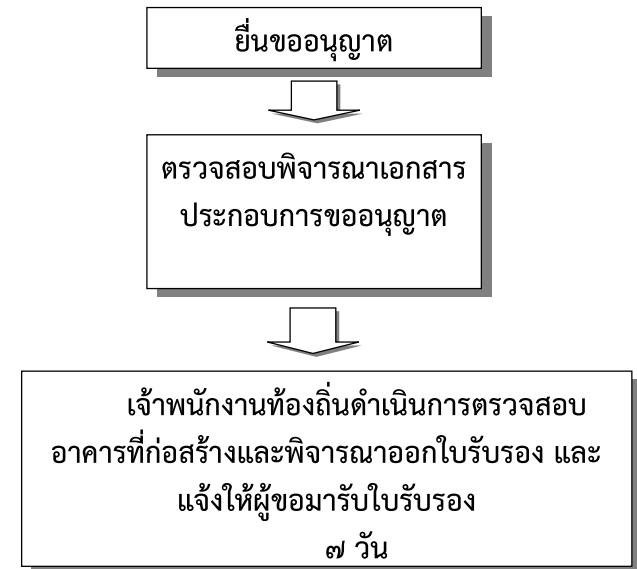 ยื่นขออนุญาต
ตรวจสอบพิจารณาเอกสาร
ประกอบการขออนุญาต
เจ้าพนักงานท้องถิ่นดำเนินการตรวจสอบ
อาคารที่ก่อสร้างและพิจารณาออกใบรับรอง และ
แจ้งให้ผู้ขอมารับใบรับรอง
๗ วัน